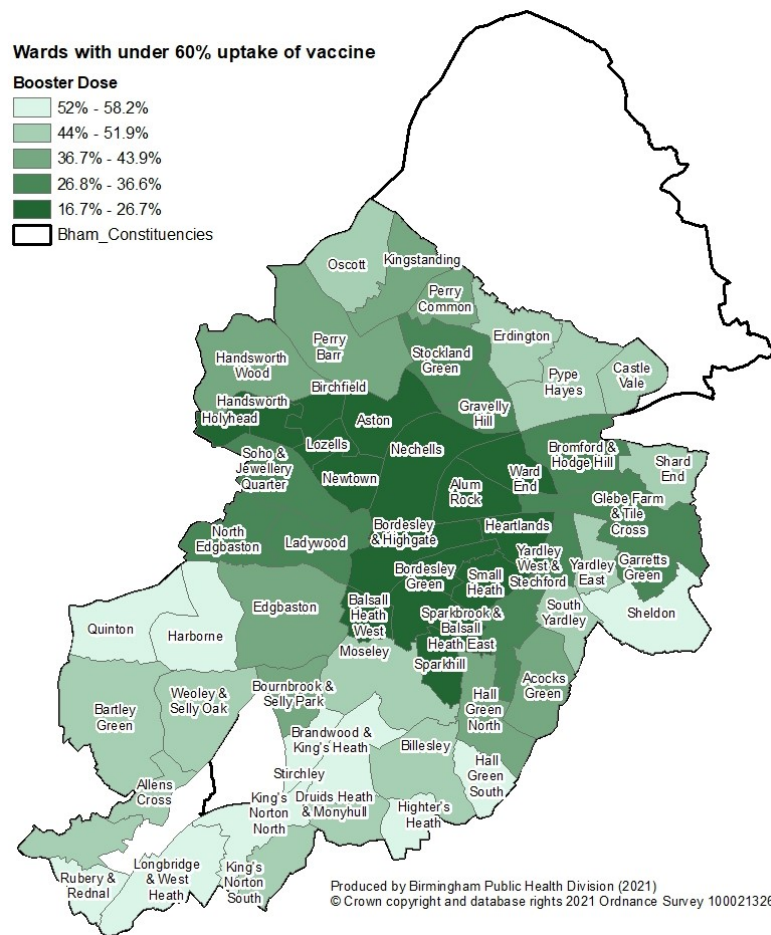 Wards with under 60% uptake of vaccine
Booster Dose
52% - 58.2%
44% - 51.9%
36.7% - 43.9%
26.8% - 36.6%
16.7% - 26.7%
Bham_Constituencies
Oscott
Kingstanding
Perry
Common
Erdington
Perry
Barr
Handsworth
Wood
Stockland
Green
Pype
Hayes
Castle
Vale
Birchfield
Handsworth
Holyhead
Aston
Gravelly
Hill
Lozells
Nechells
Bromford &
Hodge Hill
Soho &
Jewellery
Quarter
Newtown
Alum
Rock
Ward
End
Shard
End
Glebe Farm
& Tile
Cross
North
Edgbaston
Ladywood
Bordesley
& Highgate
Heartlands
Yardley
West &
Stechford
Yardley
East
Garretts
Green
Bordesley
Green
Small
Heath
Edgbaston
Balsall
Heath
West
Sparkbrook &
Balsall
Heath East
South
Yardley
Sheldon
Quinton
Harborne
Moseley
Sparkhill
Bartley
Green
Weoley &
Selly Oak
Bournbrook &
Selly Park
Hall
Green
North
Acocks
Green
Brandwood &
King's Heath
Billesley
Stirchley
Hall
Green
South
Allens
Cross
King's
Norton
North
Druids Heath
& Monyhull
Highter's
Heath
Rubery &
Rednal
Longbridge
& West
Heath
King's
Norton
South
Produced by Birmingham Public Health Division (2021)
© Crown copyright and database rights 2021 Ordnance Survey 100021326